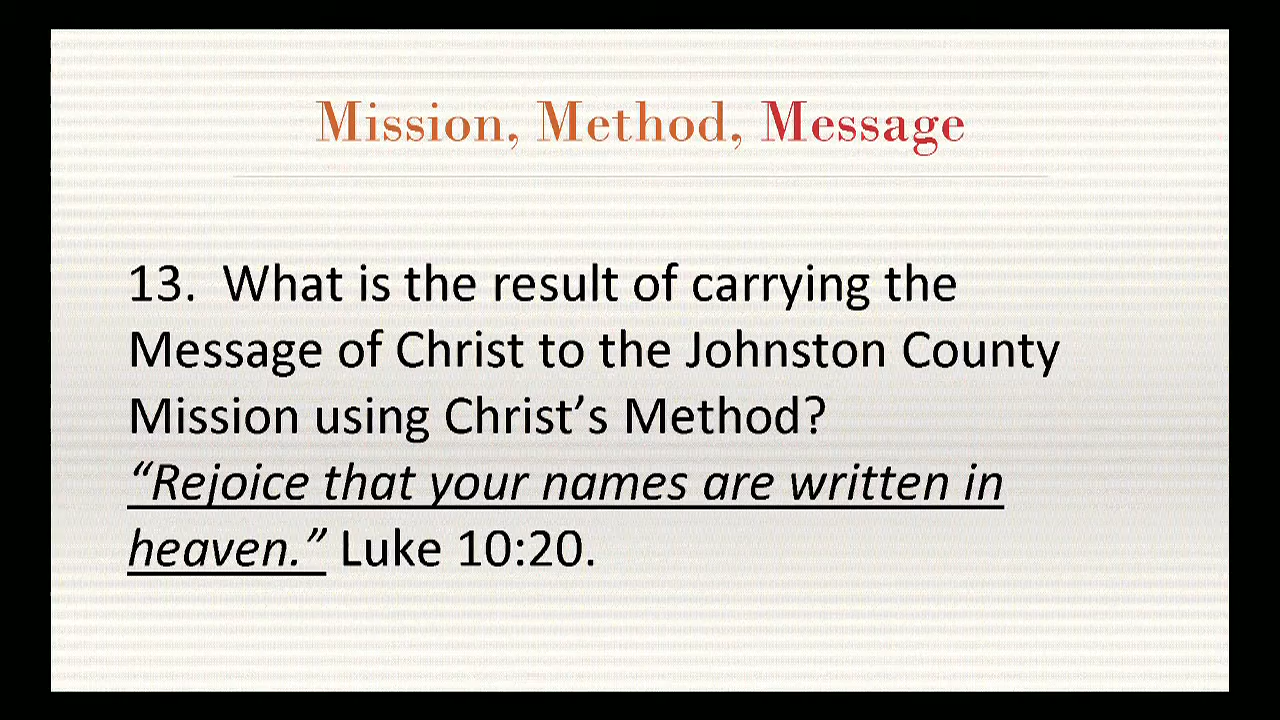 Mission, Method, Message
13.  What is the result of carrying the
Message of Christ to the Johnston County
Mission using Christ’s Method?
“Rejoice that your names are written in
heaven.” Luke 10:20.